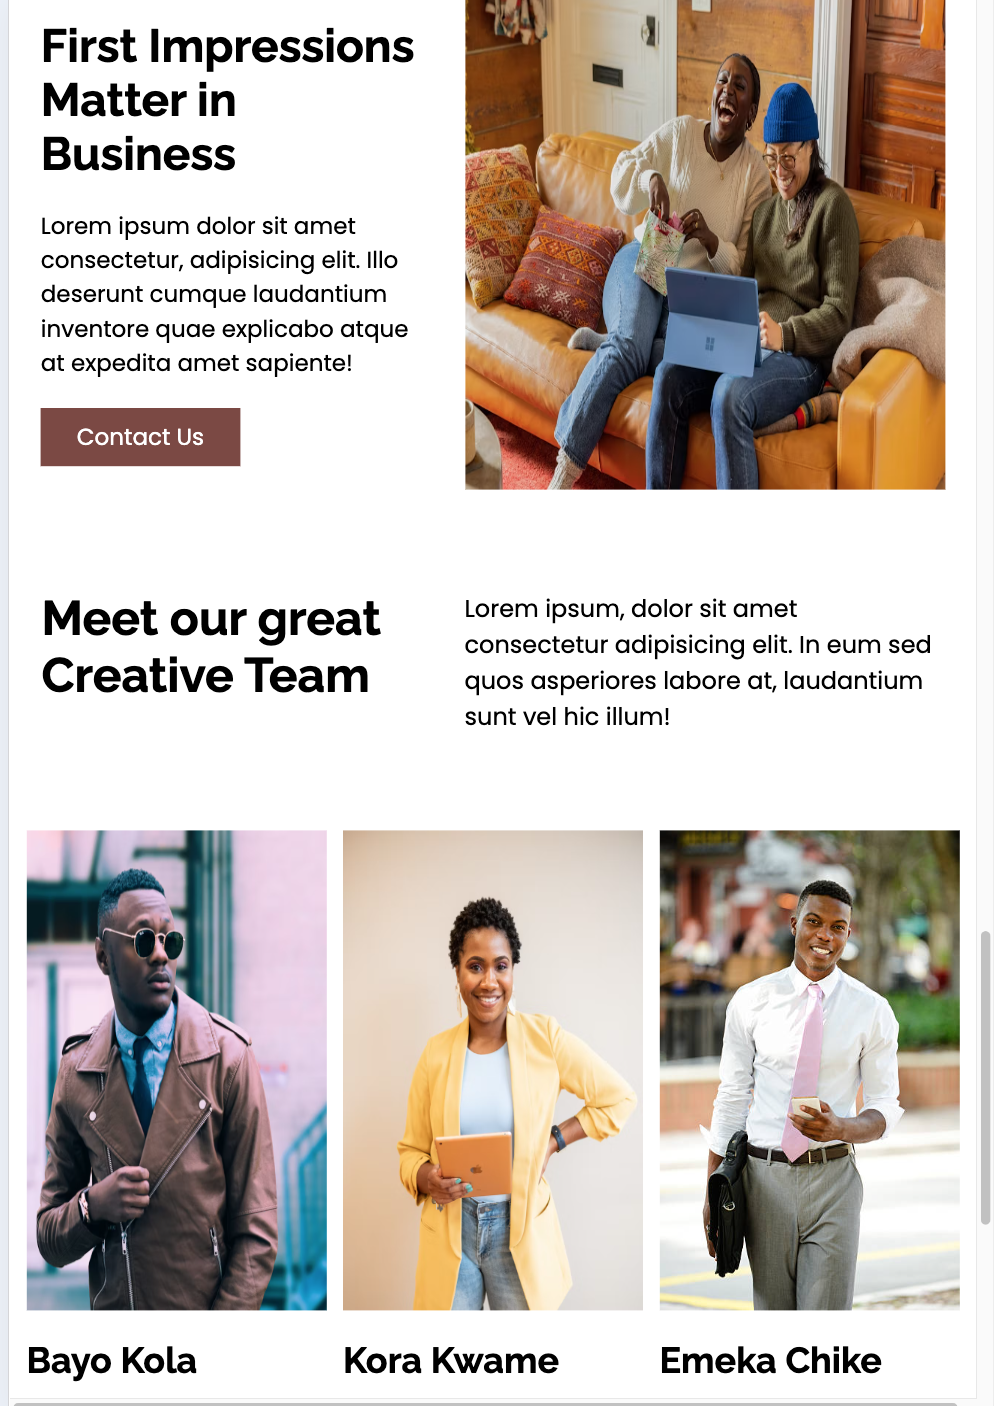 First Impressions
Matter in
Business
Lorem ipsum dolor sit amet
consectetur, adipisicing elit. Illo
deserunt cumque laudantium
inventore quae explicabo atque
at expedita amet sapiente!
Contact Us
Meet our great
Creative Team
Lorem ipsum, dolor sit amet
consectetur adipisicing elit. In eum sed
quos asperiores labore at, laudantium
sunt vel hic illum!
Bayo Kola
Kora Kwame
Emeka Chike